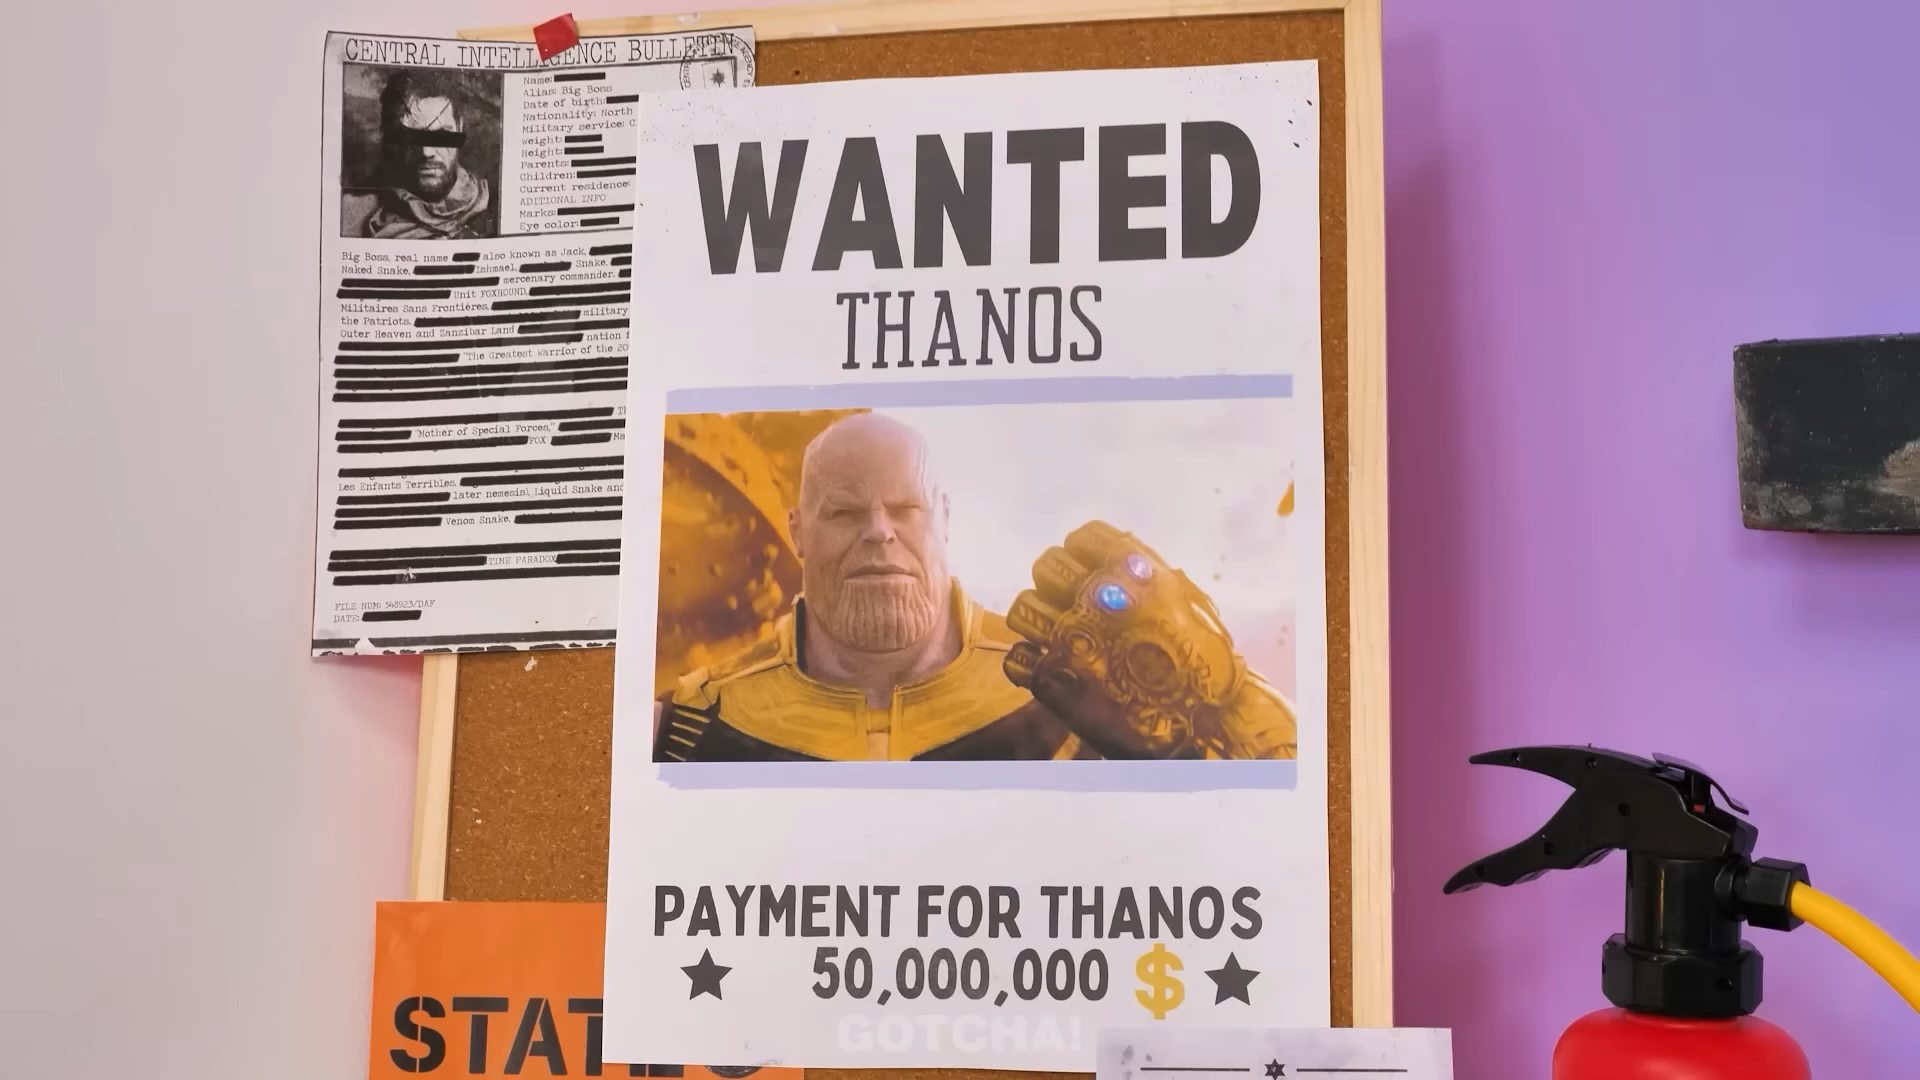 CENTRAL INTELLIGENCE BULLETIN
Name:
Alias: Big Boss
Date of birth:
Nationality: North
Military service: C
Weight:
Height:
Parents:
Children:
Current residence:
ADITIONAL INFO
Marks:
Eye color:
Big Boss, real name also known as Jack,
Naked Snake, Ishmael, Snake,
mercenary commander.
Unit FOXHOUND,
Militaires Sans Frontières, military
the Patriots.
Outer Heaven and Zanzibar Land
nation
"The Greatest Warrior of the 20
"Mother of Special Forces,"
FOX Ma
Les Enfants Terribles,
later nemesis), Liquid Snake and
Venom Snake,
TIME PARADOX
FILE NUM: 548923/DAF
DATE:
WANTED
THANOS
PAYMENT FOR THANOS
50,000,000 $
GOTCHA!